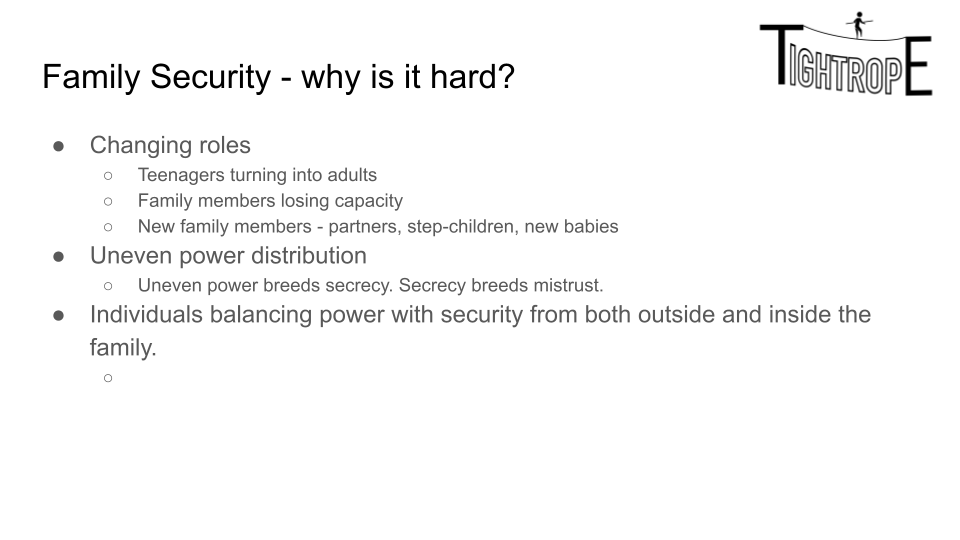 TIGHTROPE
Family Security - why is it hard?
● Changing roles
○ Teenagers turning into adults
○ Family members losing capacity
○ New family members - partners, step-children, new babies
● Uneven power distribution
○ Uneven power breeds secrecy. Secrecy breeds mistrust.
● Individuals balancing power with security from both outside and inside the
family.
○